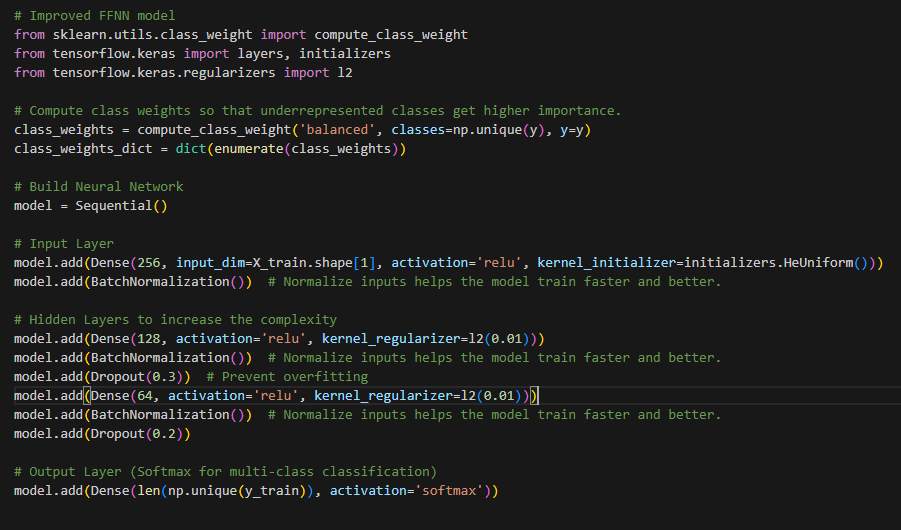 # Improved FFNN model
from sklearn.utils.class_weight import compute_class_weight
from tensorflow.keras import layers, initializers
from tensorflow.keras.regularizers import l2
# Compute class weights so that underrepresented classes get higher importance.
class_weights = compute_class_weight('balanced', classes=np.unique(y), y=y)
class_weights_dict = dict(enumerate(class_weights))
# Build Neural Network
model = Sequential()
# Input Layer
model.add(Dense(256, input_dim=X_train.shape[1], activation='relu', kernel_initializer=initializers.HeUniform()))
model.add(BatchNormalization())  # Normalize inputs helps the model train faster and better.
# Hidden Layers to increase the complexity
model.add(Dense(128, activation='relu', kernel_regularizer=l2(0.01)))
model.add(BatchNormalization())  # Normalize inputs helps the model train faster and better.
model.add(Dropout(0.3))  # Prevent overfitting
model.add(Dense(64, activation='relu', kernel_regularizer=l2(0.01)))
model.add(BatchNormalization())  # Normalize inputs helps the model train faster and better.
model.add(Dropout(0.2))
# Output Layer (Softmax for multi-class classification)
model.add(Dense(len(np.unique(y_train)), activation='softmax'))